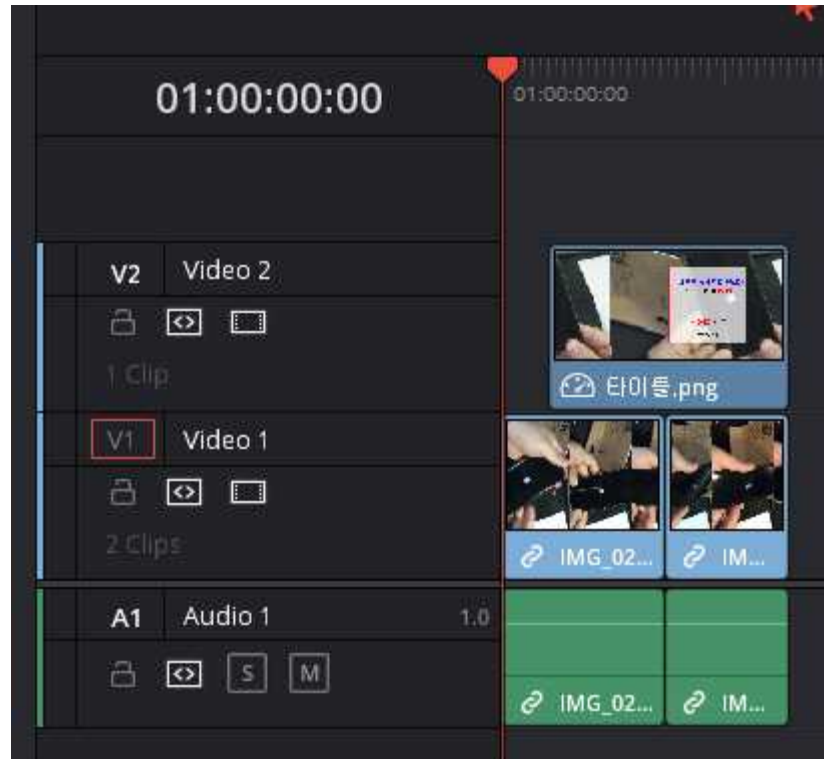 01:00:00:00
01:00:00:00
V2 Video 2
1 Clip
타이틀.png
V1 Video 1
2 Clips
IMG_02... IM...
A1 Audio 1 1.0
S M
IMG_02... IM...